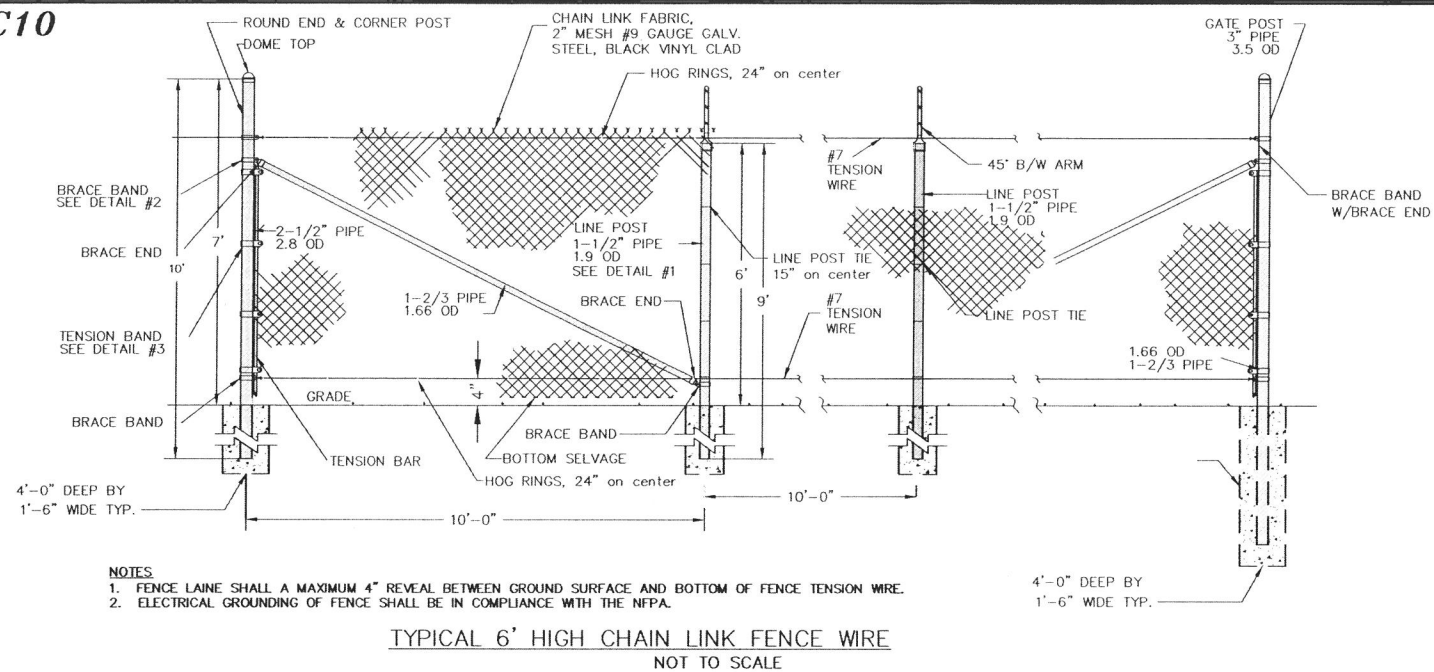 C10
ROUND END & CORNER POST
DOME TOP
CHAIN LINK FABRIC,
2" MESH #9 GAUGE GALV.
STEEL, BLACK VINYL CLAD
HOG RINGS, 24" on center
GATE POST
3" PIPE
3.5 OD
#7
TENSION
WIRE
45° B/W ARM
BRACE BAND
SEE DETAIL #2
LINE POST
1-1/2" PIPE
1.9 OD
BRACE BAND
W/BRACE END
2-1/2" PIPE
2.8 OD
7'
10'
BRACE END
LINE POST
1-1/2" PIPE
1.9 OD
SEE DETAIL #1
LINE POST TIE
15" on center
6'
9'
1-2/3 PIPE
1.66 OD
BRACE END
#7
TENSION
WIRE
LINE POST TIE
TENSION BAND
SEE DETAIL #3
1.66 OD
1-2/3 PIPE
GRADE
4"
BRACE BAND
BRACE BAND
TENSION BAR
BOTTOM SELVAGE
HOG RINGS, 24" on center
4'-0" DEEP BY
1'-6" WIDE TYP.
10'-0"
10'-0"
4'-0" DEEP BY
1'-6" WIDE TYP.
NOTES
1. FENCE LAINE SHALL A MAXIMUM 4" REVEAL BETWEEN GROUND SURFACE AND BOTTOM OF FENCE TENSION WIRE.
2. ELECTRICAL GROUNDING OF FENCE SHALL BE IN COMPLIANCE WITH THE NFPA.
TYPICAL 6' HIGH CHAIN LINK FENCE WIRE
NOT TO SCALE